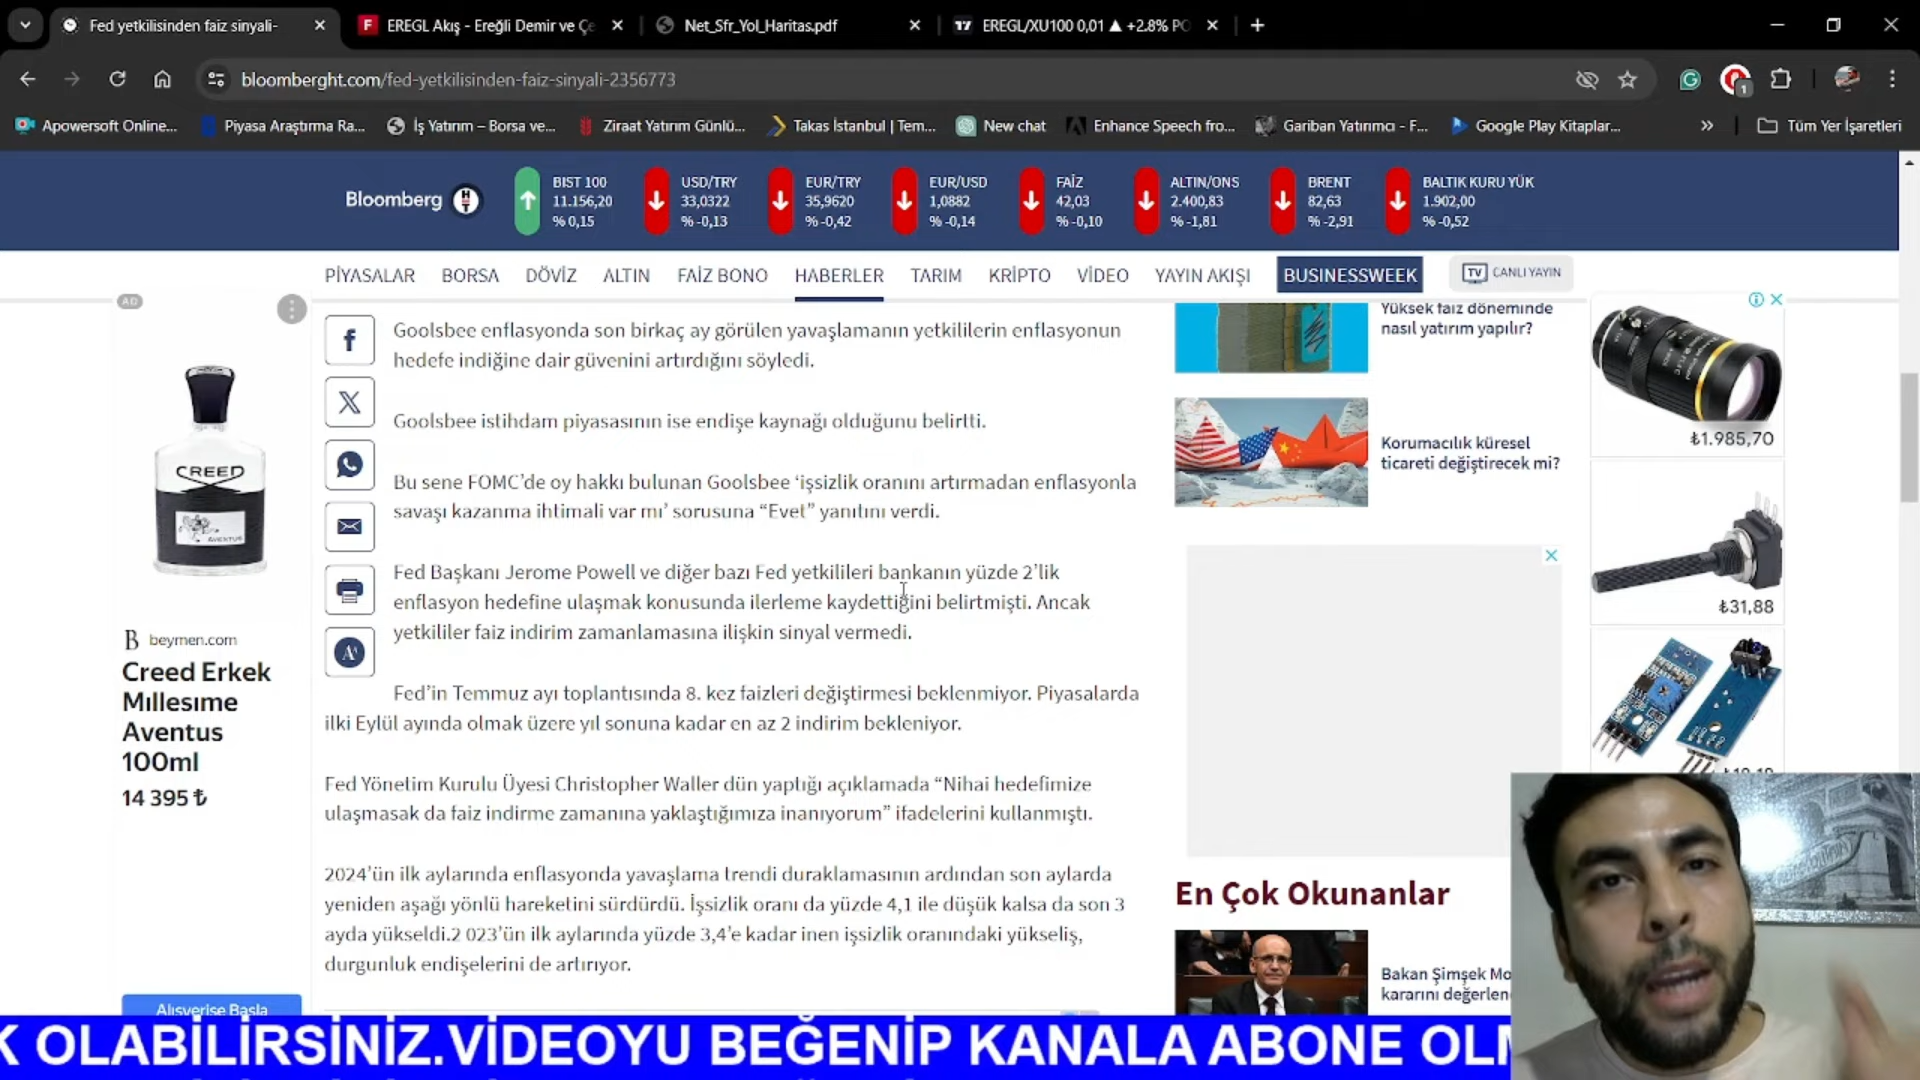 Fed yetkilisinden faiz sinyali-
EREGL Akış - Ereğli Demir ve Çe
Net_Sfr_Yol_Haritas.pdf
EREGL/XU100 0,01 ▲ +2.8% PO
bloomberght.com/fed-yetkilisinden-faiz-sinyali-2356773
Apowersoft Online...
Piyasa Araştırma Ra...
İş Yatırım – Borsa ve...
Ziraat Yatırım Günlü...
Takas İstanbul | Tem...
New chat
Enhance Speech fro...
Gariban Yatırımcı - F...
Google Play Kitaplar...
Tüm Yer İşaretleri
Bloomberg HT
BIST 100
11.156,20
% 0,15
USD/TRY
33,0322
% -0,13
EUR/TRY
35,9620
% -0,42
EUR/USD
1,0882
% -0,14
FAİZ
42,03
% -0,10
ALTIN/ONS
2.400,83
% -1,81
BRENT
82,63
% -2,91
BALTIK KURU YÜK
1.902,00
% -0,52
PİYASALAR BORSA DÖVİZ ALTIN FAİZ BONO HABERLER TARIM KRİPTO VİDEO YAYIN AKIŞI BUSINESSWEEK TV CANLI YAYIN
AD
CREED
AVENTUS
beymen.com
Creed Erkek
Mıllesıme
Aventus
100ml
14 395 ₺
Alışverişe Başla
Goolsbee enflasyonda son birkaç ay görülen yavaşlamanın yetkililerin enflasyonun
hedefe indiğine dair güvenini artırdığını söyledi.
Goolsbee istihdam piyasasının ise endişe kaynağı olduğunu belirtti.
Bu sene FOMC’de oy hakkı bulunan Goolsbee ‘işsizlik oranını artırmadan enflasyonla
savaşı kazanma ihtimali var mı’ sorusuna “Evet” yanıtını verdi.
Fed Başkanı Jerome Powell ve diğer bazı Fed yetkilileri bankanın yüzde 2’lik
enflasyon hedefine ulaşmak konusunda ilerleme kaydettiğini belirtmişti. Ancak
yetkililer faiz indirim zamanlamasına ilişkin sinyal vermedi.
Fed’in Temmuz ayı toplantısında 8. kez faizleri değiştirmesi beklenmiyor. Piyasalarda
ilki Eylül ayında olmak üzere yıl sonuna kadar en az 2 indirim bekleniyor.
Fed Yönetim Kurulu Üyesi Christopher Waller dün yaptığı açıklamada “Nihai hedefimize
ulaşmasak da faiz indirme zamanına yaklaştığımıza inanıyorum” ifadelerini kullanmıştı.
2024’ün ilk aylarında enflasyonda yavaşlama trendi duraklamasının ardından son aylarda
yeniden aşağı yönlü hareketini sürdürdü. İşsizlik oranı da yüzde 4,1 ile düşük kalsa da son 3
ayda yükseldi.2 023’ün ilk aylarında yüzde 3,4’e kadar inen işsizlik oranındaki yükseliş,
durgunluk endişelerini de artırıyor.
Yüksek faiz döneminde
nasıl yatırım yapılır?
Korumacılık küresel
ticareti değiştirecek mi?
En Çok Okunanlar
Bakan Şimşek Mo
kararını değerlen
₺1.985,70
₺31,88
K OLABİLİRSİNİZ.VİDEOYU BEĞENİP KANALA ABONE OLM